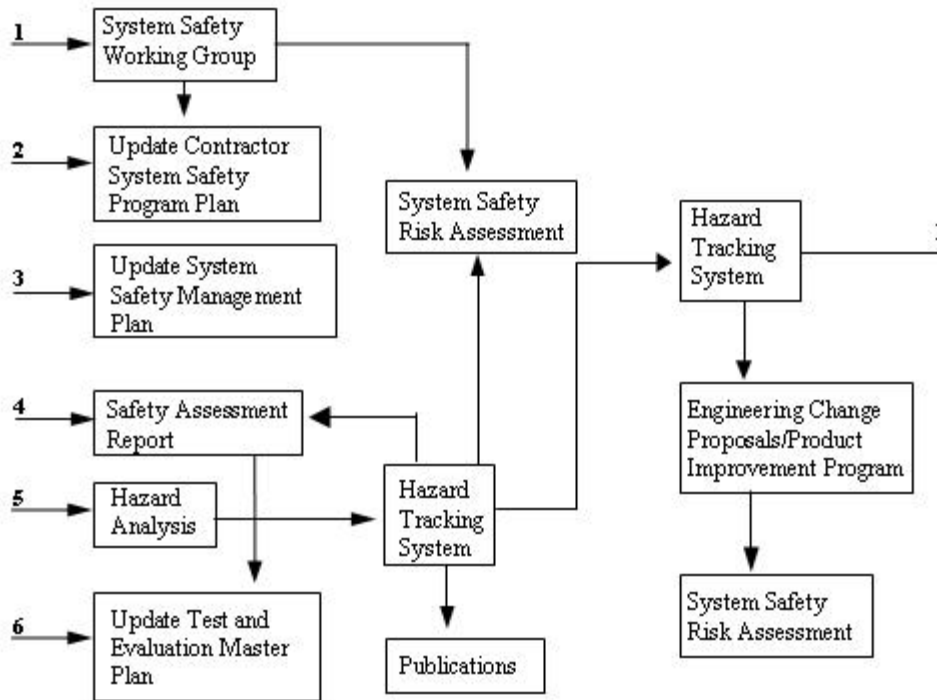 1
System Safety
Working Group
2
Update Contractor
System Safety
Program Plan
System Safety
Risk Assessment
Hazard
Tracking
System
3
Update System
Safety Management
Plan
4
Safety Assessment
Report
Engineering Change
Proposals/Product
Improvement Program
5
Hazard
Analysis
Hazard
Tracking
System
6
Update Test and
Evaluation Master
Plan
Publications
System Safety
Risk Assessment